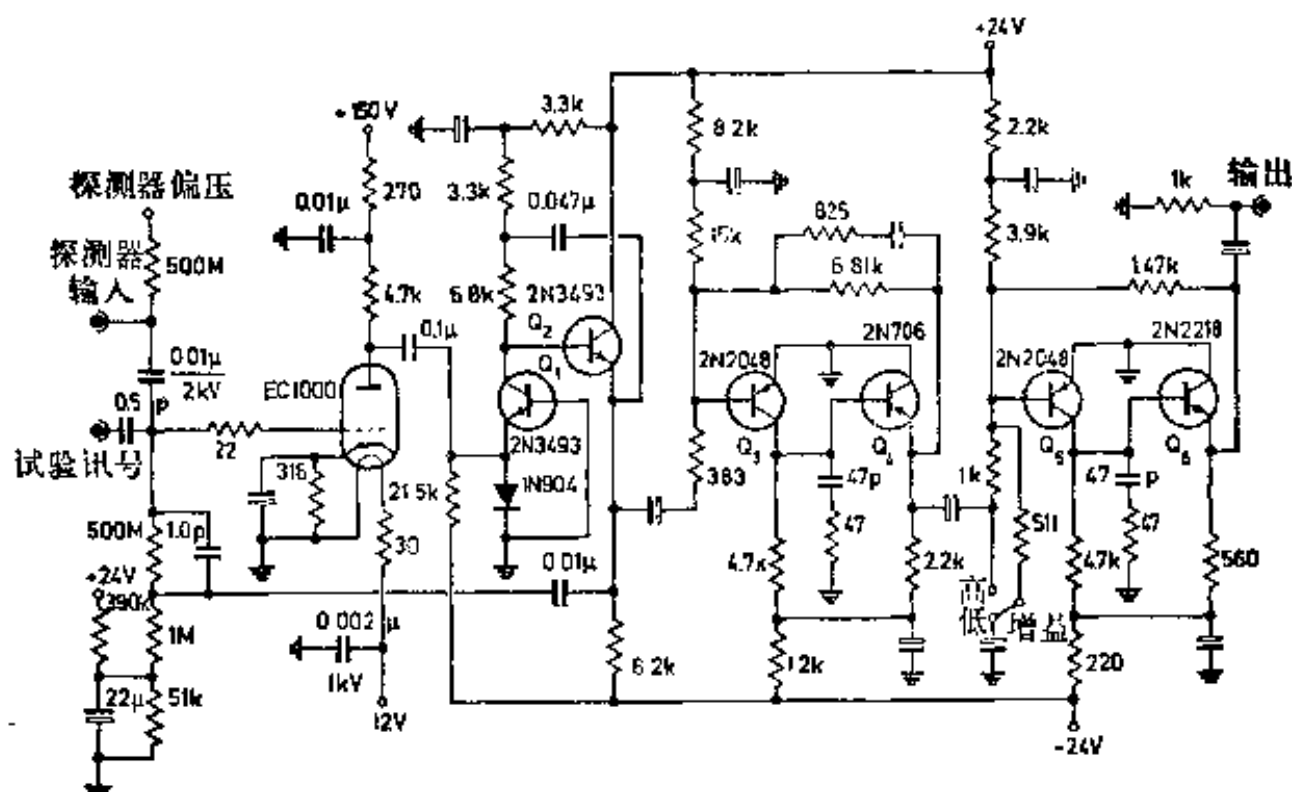 +24V
3.3k
+150V
8.2k
2.2k
探测器偏压
270
3.3k
0.047μ
1k
输出
0.01μ
825
探测器
输入
500M
15k
3.9k
6.81k
1.47k
4.7k
6.8k
2N3493
0.1μ
Q2
2N706
2N2218
0.01μ
2kV
EC1000
Q1
2N2048
2N2048
0.5p
试验讯号
22
2N3493
Q3
Q4
Q5
Q6
316
21.5k
1N904
383
47p
1k
47p
511
500M
1.0p
30
47
47
+24V
0.01μ
4.7k
2.2k
高
低
增益
4.7k
560
390k
1M
0.002μ
1kV
6.2k
12k
220
22μ
51k
12V
-24V